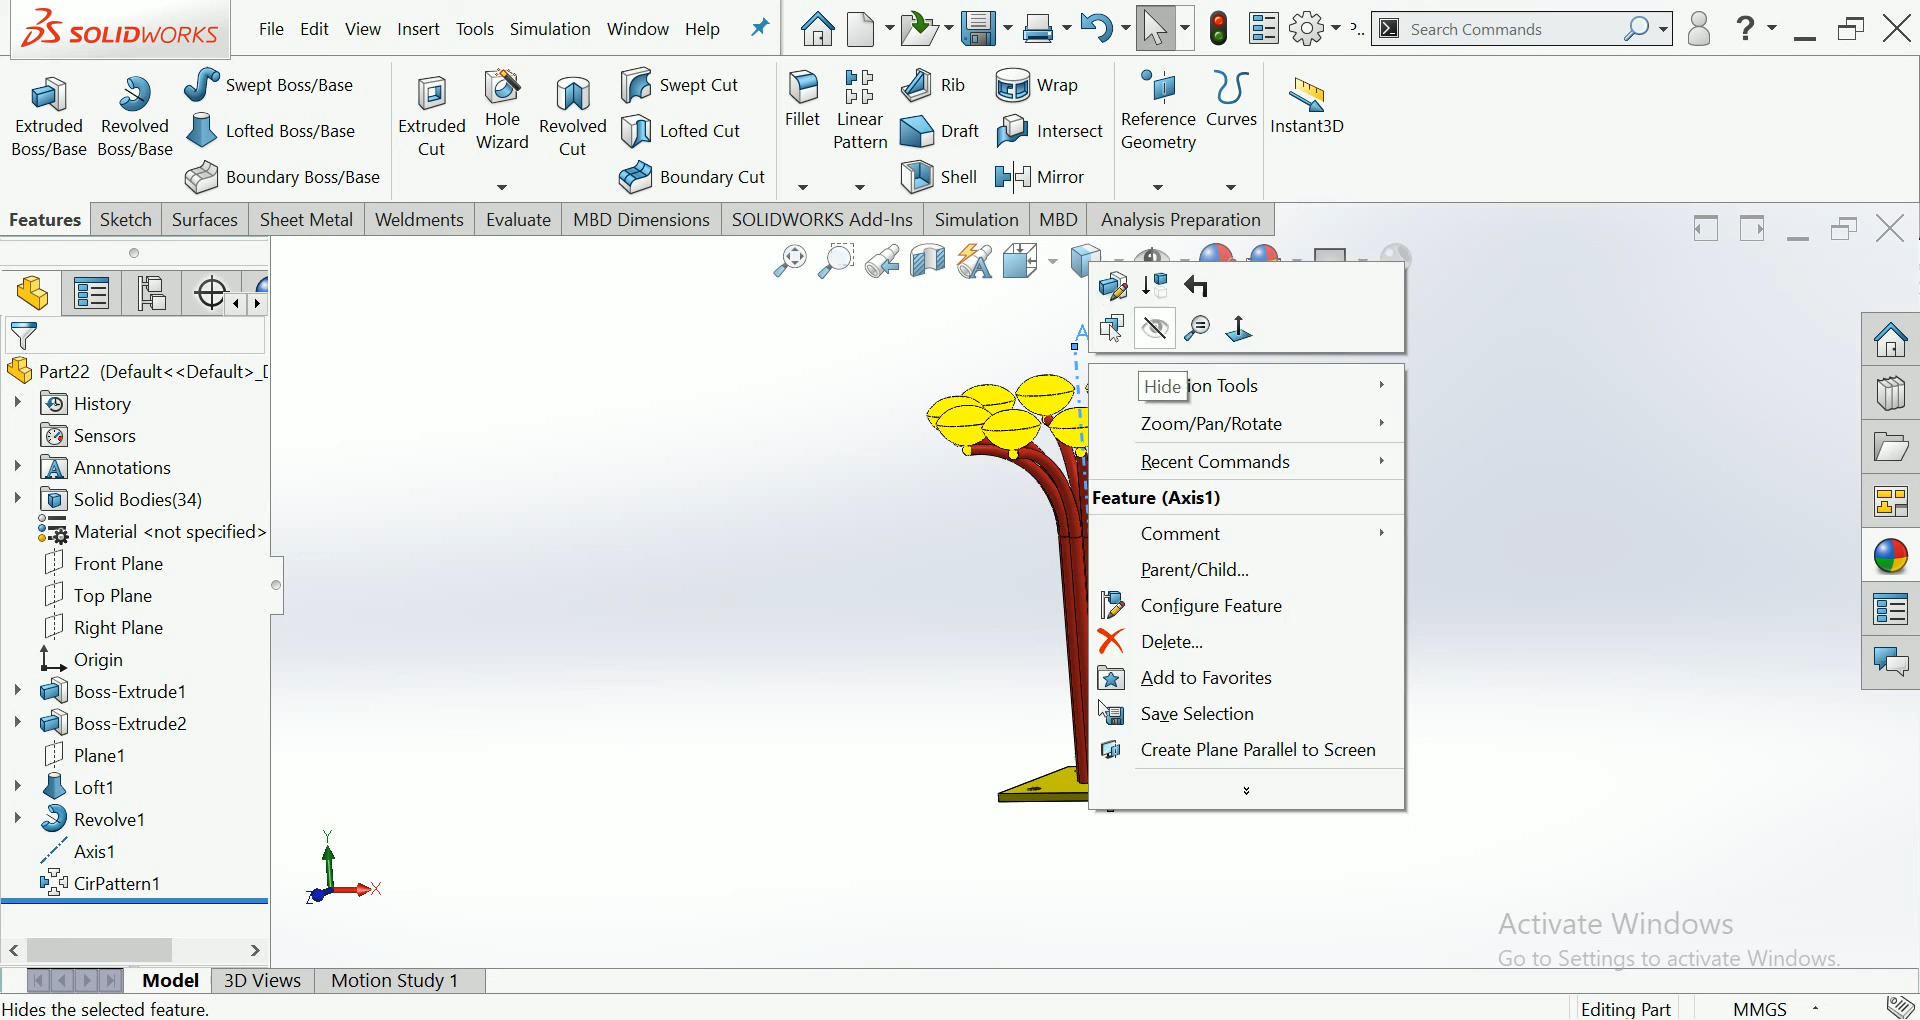 SOLIDWORKS File Edit View Insert Tools Simulation Window Help Search Commands
Extruded Boss/Base
Revolved Boss/Base
Swept Boss/Base
Lofted Boss/Base
Boundary Boss/Base
Extruded Cut
Hole Wizard
Revolved Cut
Swept Cut
Lofted Cut
Boundary Cut
Fillet
Linear Pattern
Rib
Draft
Shell
Wrap
Intersect
Mirror
Reference Geometry
Curves
Instant3D
Features Sketch Surfaces Sheet Metal Weldments Evaluate MBD Dimensions SOLIDWORKS Add-Ins Simulation MBD Analysis Preparation
Part22 (Default<<Default>_
History
Sensors
Annotations
Solid Bodies(34)
Material <not specified>
Front Plane
Top Plane
Right Plane
Origin
Boss-Extrude1
Boss-Extrude2
Plane1
Loft1
Revolve1
Axis1
CirPattern1
A
Hide
ion Tools
Zoom/Pan/Rotate
Recent Commands
Feature (Axis1)
Comment
Parent/Child...
Configure Feature
Delete...
Add to Favorites
Save Selection
Create Plane Parallel to Screen
Y
X
Z
Activate Windows
Go to Settings to activate Windows.
Model 3D Views Motion Study 1
Hides the selected feature.
Editing Part MMGS